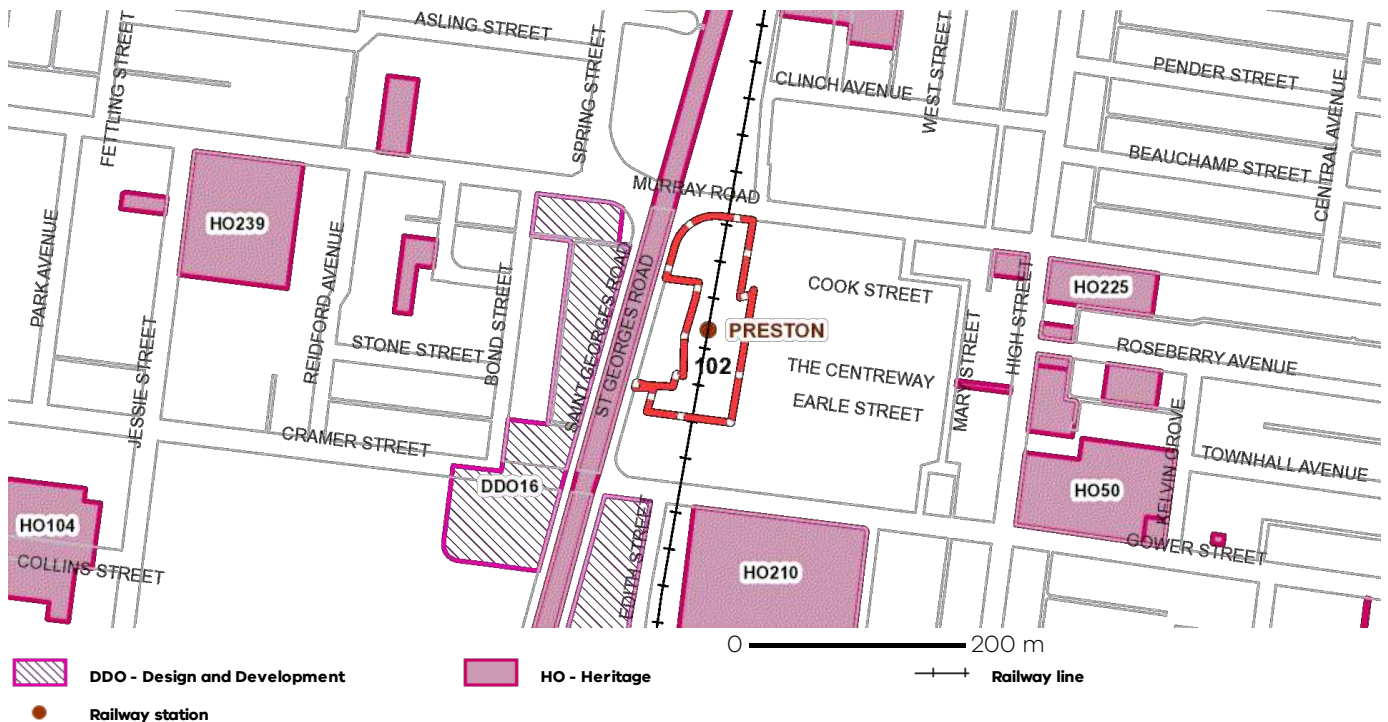 ASLING STREET
FETTLING STREET
SPRING STREET
CLINCH AVENUE
WEST STREET
PENDER STREET
CENTRAL AVENUE
BEAUCHAMP STREET
MURRAY ROAD
HO239
PARK AVENUE
REIDFORD AVENUE
BOND STREET
SAINT GEORGES ROAD
ST GEORGES ROAD
COOK STREET
HO225
PRESTON
102
STONE STREET
THE CENTREWAY
EARLE STREET
MARY STREET
HIGH STREET
ROSEBERRY AVENUE
JESSIE STREET
CRAMER STREET
KELVIN GROVE
TOWNHALL AVENUE
DDO16
HO50
HO104
COLLINS STREET
EDITH STREET
HO210
GOWER STREET
0 200 m
DDO - Design and Development
HO - Heritage
Railway line
Railway station